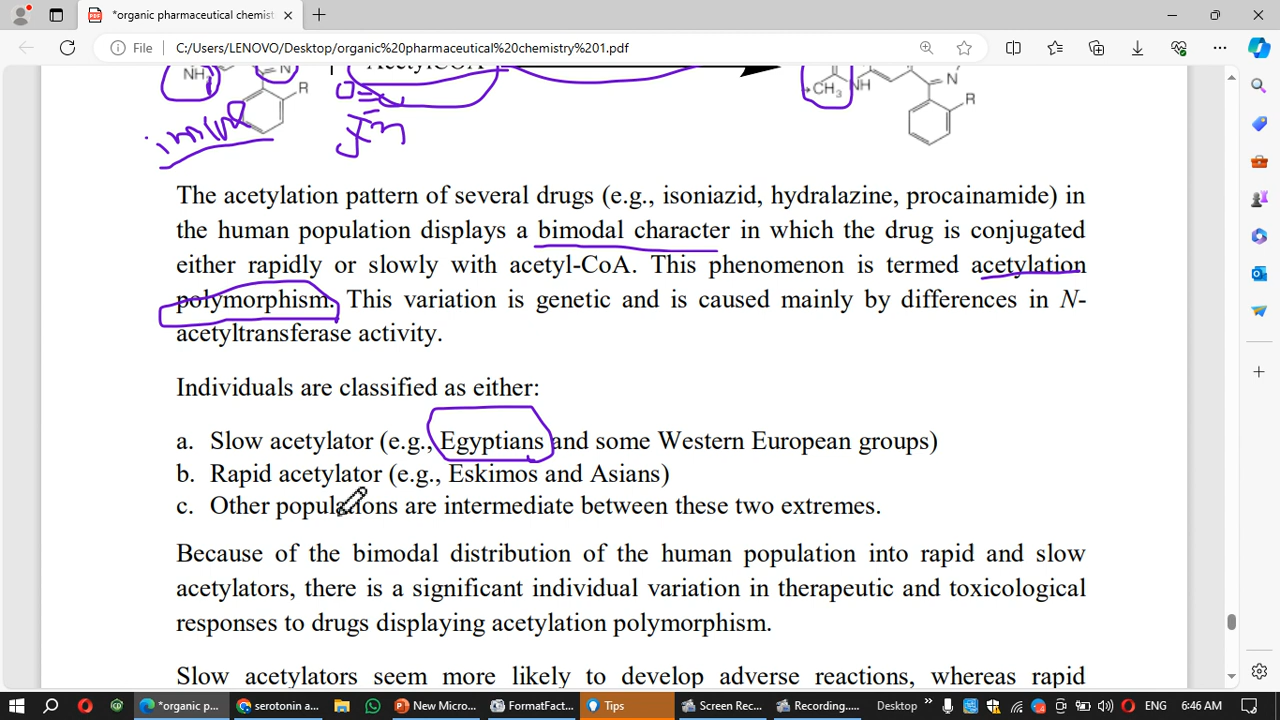 *organic pharmaceutical chemist
File
C:/Users/LENOVO/Desktop/organic%20pharmaceutical%20chemistry%201.pdf
NH
N
AcetylCOA
R
CH3
NH
N
R
The acetylation pattern of several drugs (e.g., isoniazid, hydralazine, procainamide) in
the human population displays a bimodal character in which the drug is conjugated
either rapidly or slowly with acetyl-CoA. This phenomenon is termed acetylation
polymorphism. This variation is genetic and is caused mainly by differences in N-
acetyltransferase activity.
Individuals are classified as either:
a. Slow acetylator (e.g., Egyptians and some Western European groups)
b. Rapid acetylator (e.g., Eskimos and Asians)
c. Other populations are intermediate between these two extremes.
Because of the bimodal distribution of the human population into rapid and slow
acetylators, there is a significant individual variation in therapeutic and toxicological
responses to drugs displaying acetylation polymorphism.
Slow acetylators seem more likely to develop adverse reactions, whereas rapid
*organic p...
serotonin a...
New Micro...
FormatFact...
Tips
Screen Rec...
Recording....
Desktop
ENG
6:46 AM